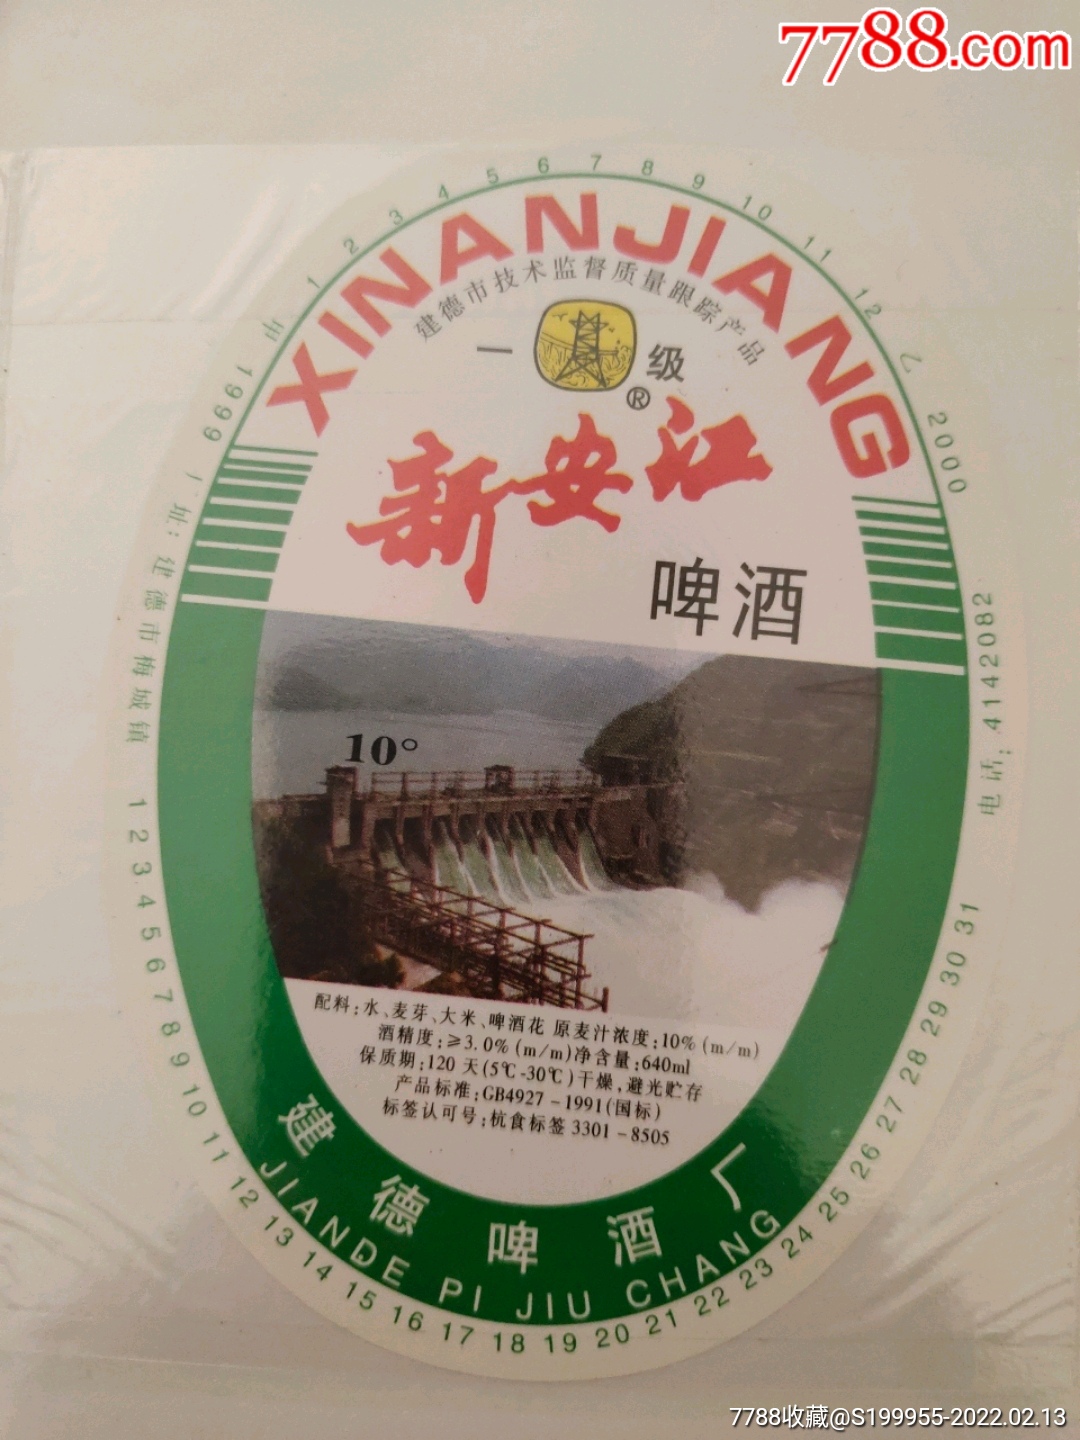 7788.com
1999 甲 1 2 3 4 5 6 7 8 9 10 11 12 乙 2000
XINANJIANG
建德市技术监督质量跟踪产品
一级
®
新安江
啤酒
10°
配料:水、麦芽、大米、啤酒花 原麦汁浓度:10% (m/m)
酒精度:≥3.0% (m/m)净含量:640ml
保质期:120 天(5℃-30℃)干燥,避光贮存
产品标准:GB4927-1991(国标)
标签认可号:杭食标签 3301-8505
建德啤酒厂
JIANDE PI JIU CHANG
厂址:建德市梅城镇
电话:4142082
1 2 3 4 5 6 7 8 9 10 11 12 13 14 15 16 17 18 19 20 21 22 23 24 25 26 27 28 29 30 31
7788收藏@S199955-2022.02.13